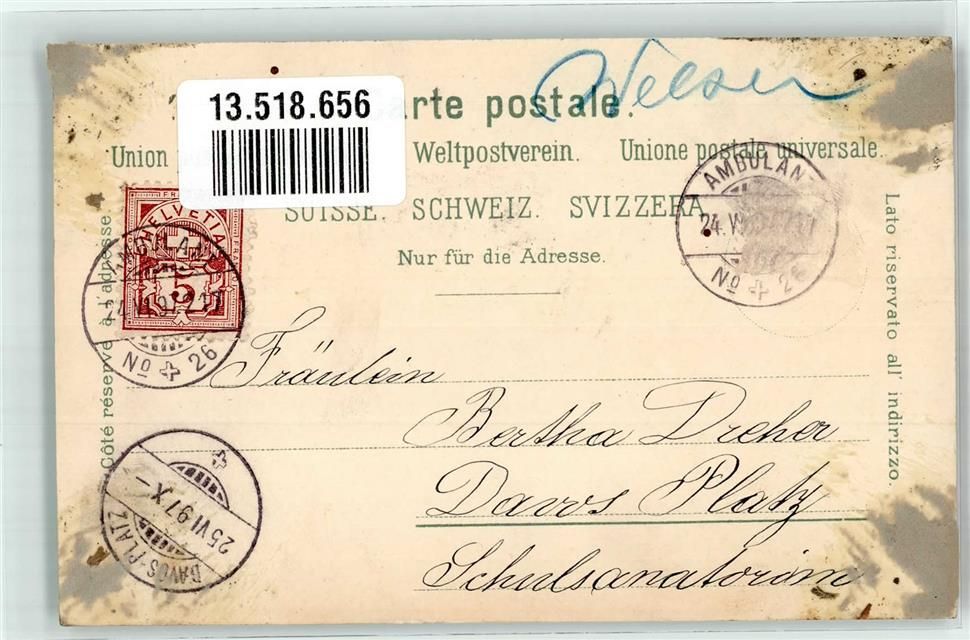 13.518.656
arte postale.
Union Weltpostverein. Unione postale universale.
SUISSE. SCHWEIZ. SVIZZERA
Nur für die Adresse.
Côté réservé à l'adresse
Lato riservato all' indirizzo.
HELVETIA
5
AMBULANT
No 26
AMBULAN
24.VI
No 26
Fräulein
Bertha Dreher
Davos Platz
Schulsanatorium
DAVOS-PLATZ
25 VI 97 X